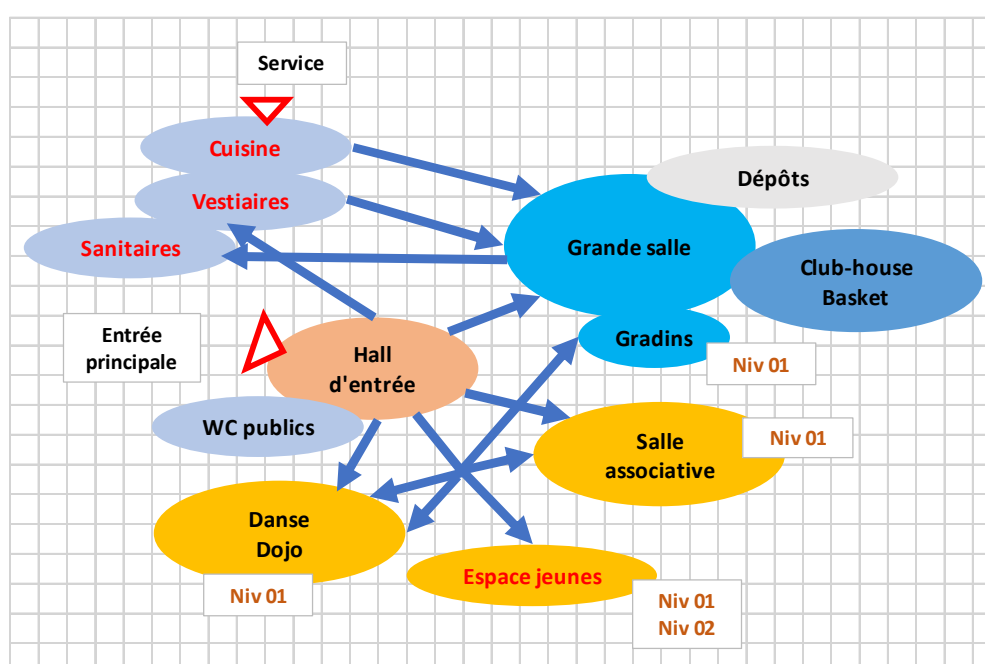 Service
Cuisine
Dépôts
Vestiaires
Sanitaires
Grande salle
Club-house
Basket
Entrée
principale
Hall
d'entrée
Gradins
Niv 01
WC publics
Salle
associative
Niv 01
Danse
Dojo
Niv 01
Espace jeunes
Niv 01
Niv 02